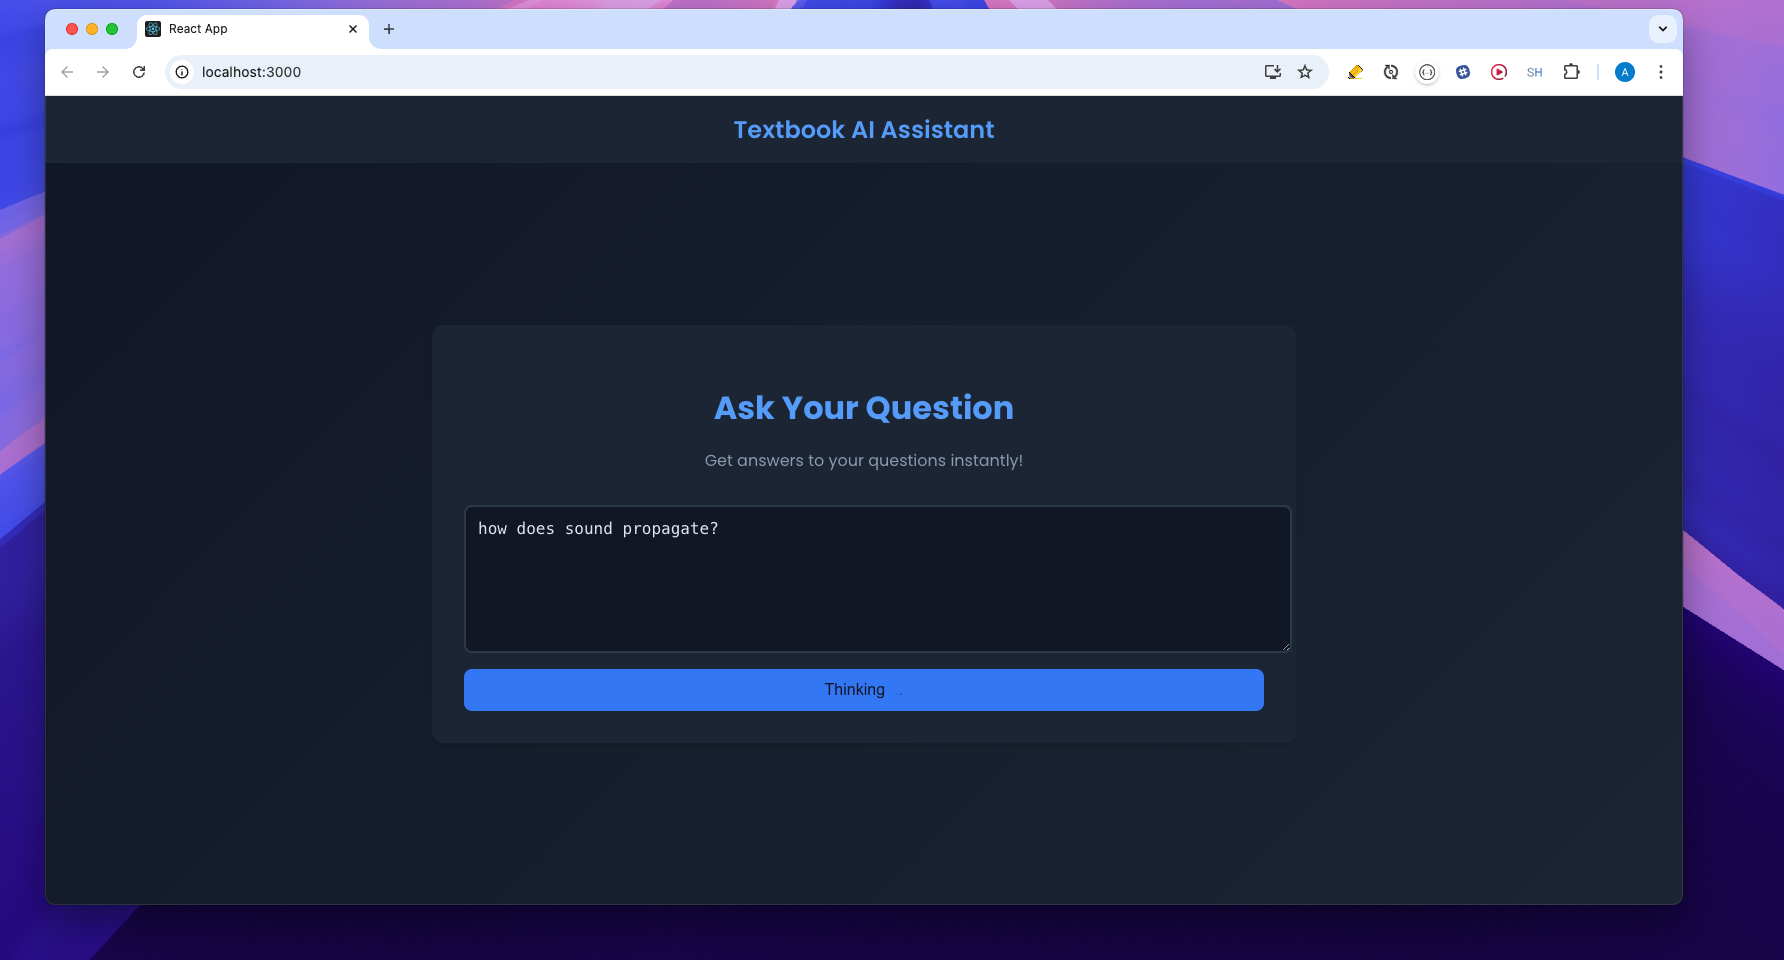 React App
localhost:3000
SH
A
Textbook AI Assistant
Ask Your Question
Get answers to your questions instantly!
how does sound propagate?
Thinking .